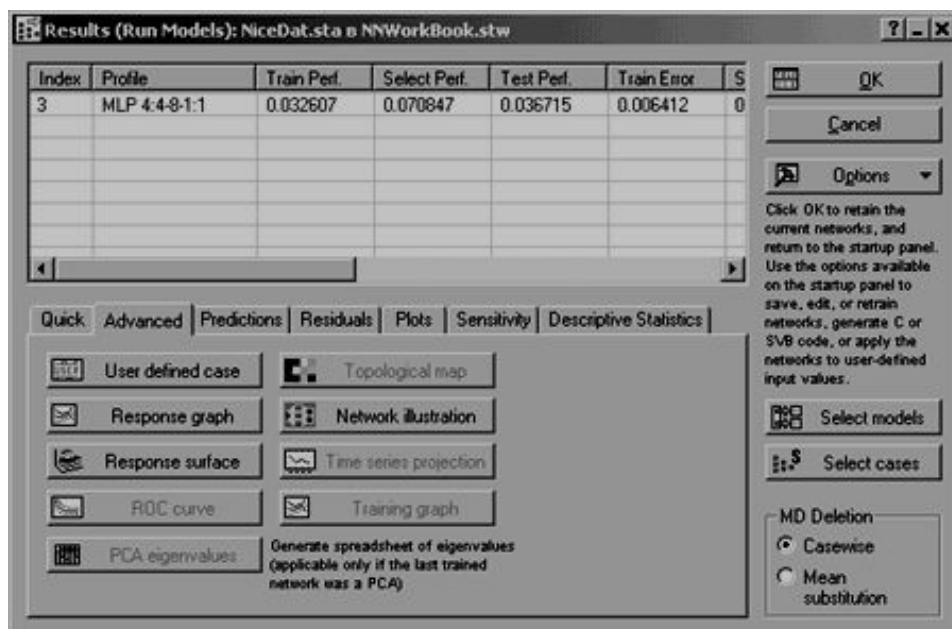 Results (Run Models): NiceDat.sta в NNWorkBook.stw
Index Profile Train Perf. Select Perf. Test Perf. Train Error S
3 MLP 4:4-8-1:1 0.032607 0.070847 0.036715 0.006412 0
OK
Cancel
Options
Click OK to retain the
current networks, and
return to the startup panel.
Use the options available
on the startup panel to
save, edit, or retrain
networks, generate C or
SVB code, or apply the
networks to user-defined
input values.
Select models
Select cases
MD Deletion
Casewise
Mean
substitution
Quick Advanced Predictions Residuals Plots Sensitivity Descriptive Statistics
User defined case
Topological map
Response graph
Network illustration
Response surface
Time series projection
ROC curve
Training graph
PCA eigenvalues
Generate spreadsheet of eigenvalues
(applicable only if the last trained
network was a PCA)